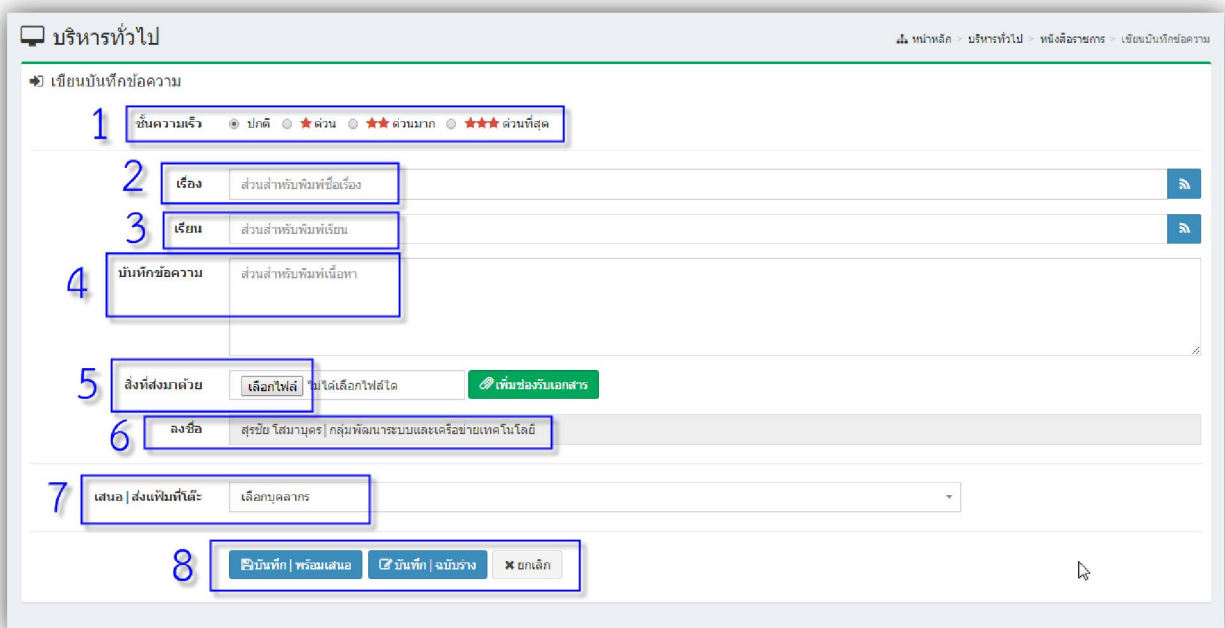 บริหารทั่วไป
หน้าหลัก > บริหารทั่วไป > หนังสือราชการ > เขียนบันทึกข้อความ
เขียนบันทึกข้อความ
1 ชั้นความเร็ว ปกติ ด่วน ด่วนมาก ด่วนที่สุด
2 เรื่อง ส่วนสำหรับพิมพ์ชื่อเรื่อง
3 เรียน ส่วนสำหรับพิมพ์เรียน
4 บันทึกข้อความ ส่วนสำหรับพิมพ์เนื้อหา
5 สิ่งที่ส่งมาด้วย เลือกไฟล์ ไม่ได้เลือกไฟล์ใด เพิ่มช่องรับเอกสาร
6 ลงชื่อ สุรชัย โสมาบุตร | กลุ่มพัฒนาระบบและเครือข่ายเทคโนโลยี
7 เสนอ | ส่งแฟ้มที่โต๊ะ เลือกบุคลากร
8 บันทึก | พร้อมเสนอ บันทึก | ฉบับร่าง ยกเลิก